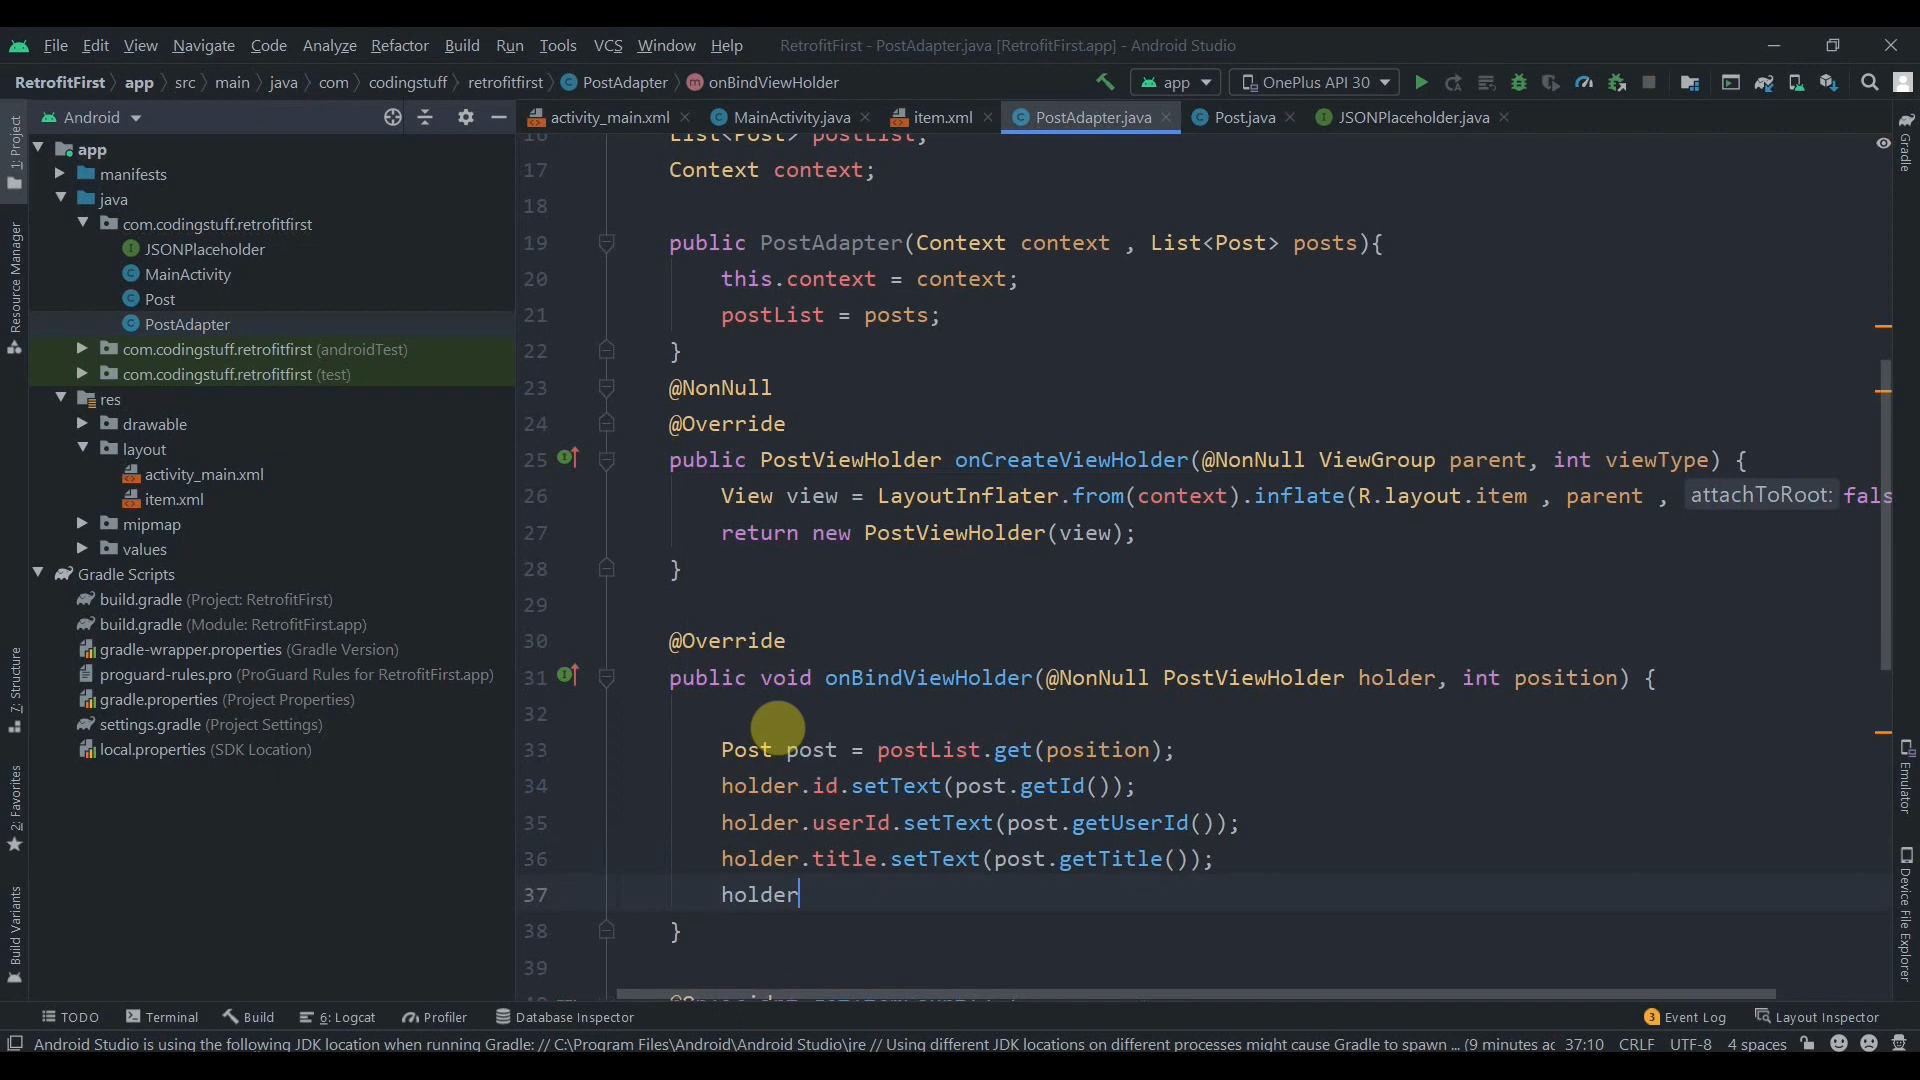 File Edit View Navigate Code Analyze Refactor Build Run Tools VCS Window Help RetrofitFirst - PostAdapter.java [RetrofitFirst.app] - Android Studio
RetrofitFirst app src main java com codingstuff retrofitfirst PostAdapter onBindViewHolder app OnePlus API 30
Android
activity_main.xml MainActivity.java item.xml PostAdapter.java Post.java JSONPlaceholder.java
1: Project
Resource Manager
7: Structure
2: Favorites
Build Variants
app
manifests
java
com.codingstuff.retrofitfirst
JSONPlaceholder
MainActivity
Post
PostAdapter
com.codingstuff.retrofitfirst (androidTest)
com.codingstuff.retrofitfirst (test)
res
drawable
layout
activity_main.xml
item.xml
mipmap
values
Gradle Scripts
build.gradle (Project: RetrofitFirst)
build.gradle (Module: RetrofitFirst.app)
gradle-wrapper.properties (Gradle Version)
proguard-rules.pro (ProGuard Rules for RetrofitFirst.app)
gradle.properties (Project Properties)
settings.gradle (Project Settings)
local.properties (SDK Location)
16 List<Post> postList;
17 Context context;
18
19 public PostAdapter(Context context , List<Post> posts){
20 this.context = context;
21 postList = posts;
22 }
23 @NonNull
24 @Override
25 public PostViewHolder onCreateViewHolder(@NonNull ViewGroup parent, int viewType) {
26 View view = LayoutInflater.from(context).inflate(R.layout.item , parent , attachToRoot: fals
27 return new PostViewHolder(view);
28 }
29
30 @Override
31 public void onBindViewHolder(@NonNull PostViewHolder holder, int position) {
32
33 Post post = postList.get(position);
34 holder.id.setText(post.getId());
35 holder.userId.setText(post.getUserId());
36 holder.title.setText(post.getTitle());
37 holder
38 }
39
Gradle
Emulator
Device File Explorer
TODO Terminal Build 6: Logcat Profiler Database Inspector 3 Event Log Layout Inspector
Android Studio is using the following JDK location when running Gradle: // C:\Program Files\Android\Android Studio\jre // Using different JDK locations on different processes might cause Gradle to spawn ... (9 minutes ac 37:10 CRLF UTF-8 4 spaces